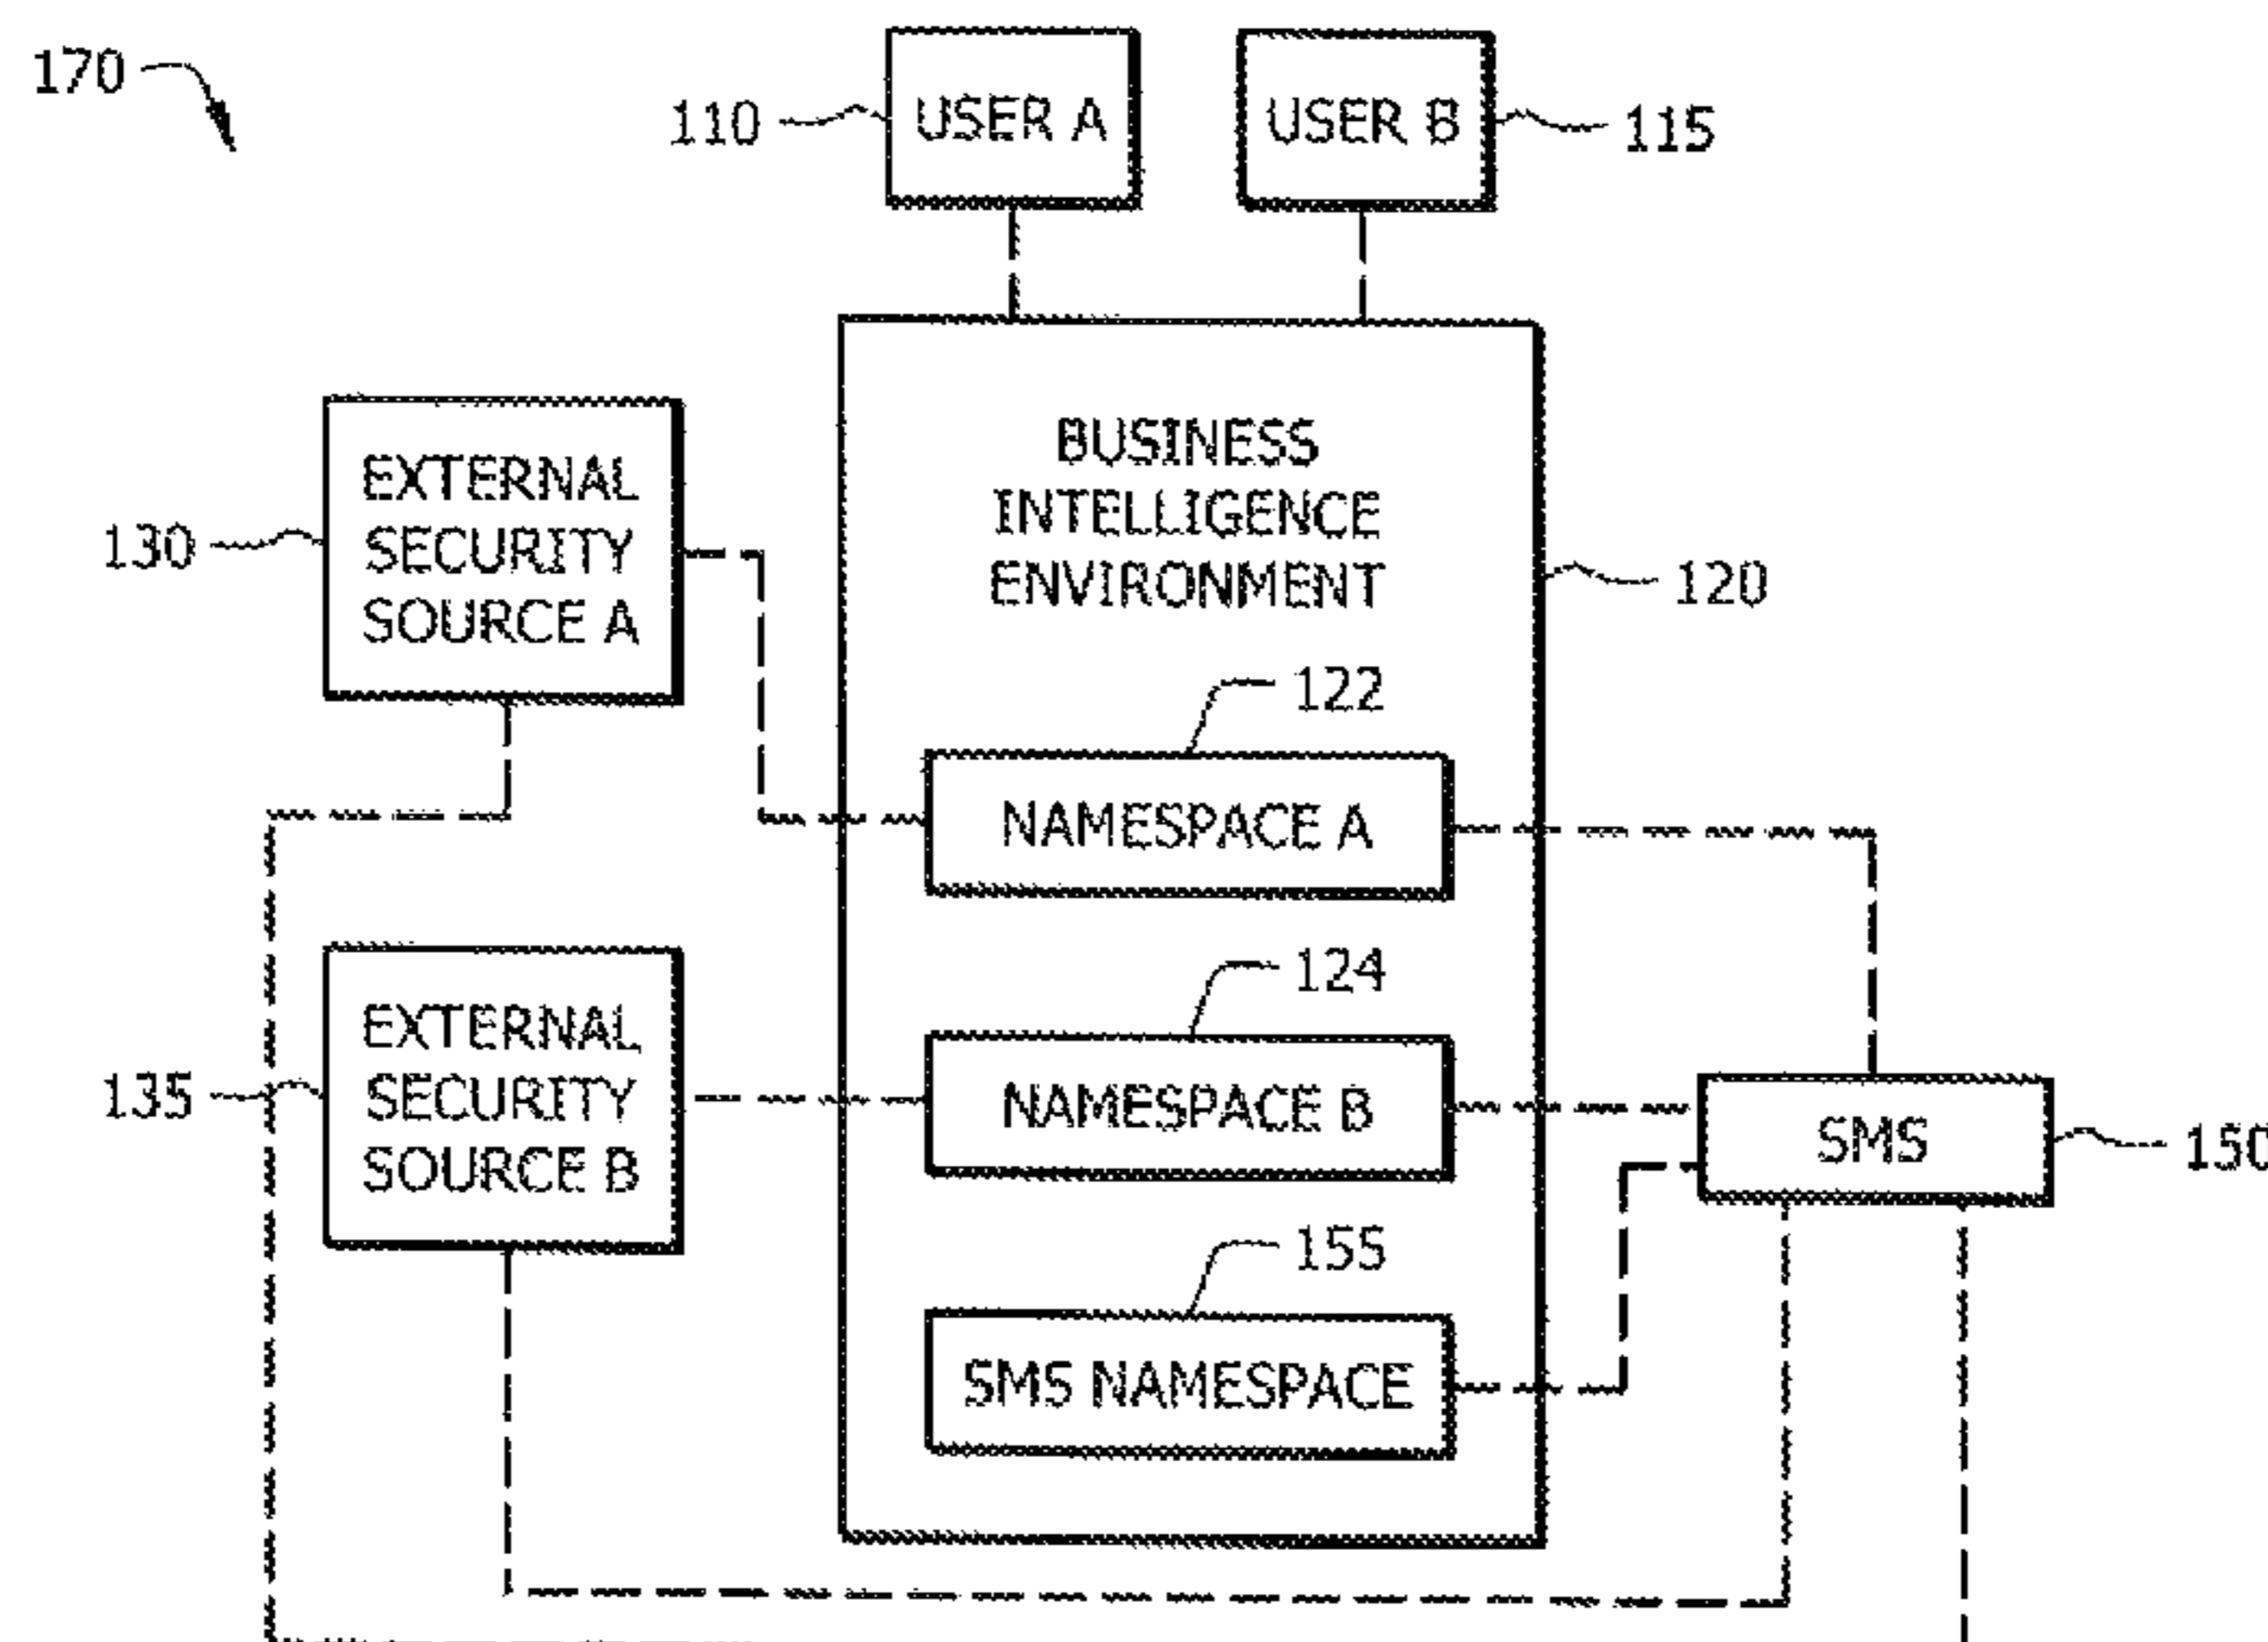 170
110
USER A
USER B
115
BUSINESS
INTELLIGENCE
ENVIRONMENT
120
EXTERNAL
SECURITY
SOURCE A
130
122
NAMESPACE A
124
NAMESPACE B
EXTERNAL
SECURITY
SOURCE B
135
SMS
150
155
SMS NAMESPACE